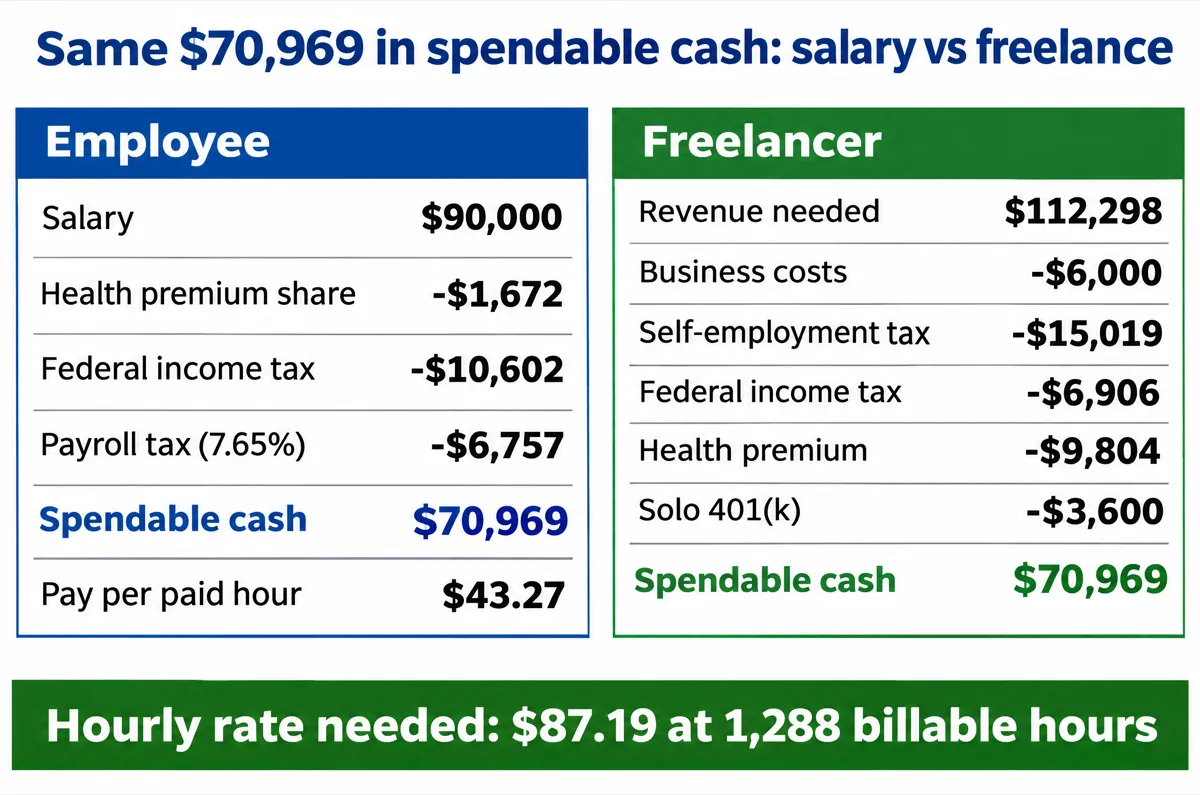 Same $70,969 in spendable cash: salary vs freelance
Employee
Salary $90,000
Health premium share -$1,672
Federal income tax -$10,602
Payroll tax (7.65%) -$6,757
Spendable cash $70,969
Pay per paid hour $43.27
Freelancer
Revenue needed $112,298
Business costs -$6,000
Self-employment tax -$15,019
Federal income tax -$6,906
Health premium -$9,804
Solo 401(k) -$3,600
Spendable cash $70,969
Hourly rate needed: $87.19 at 1,288 billable hours